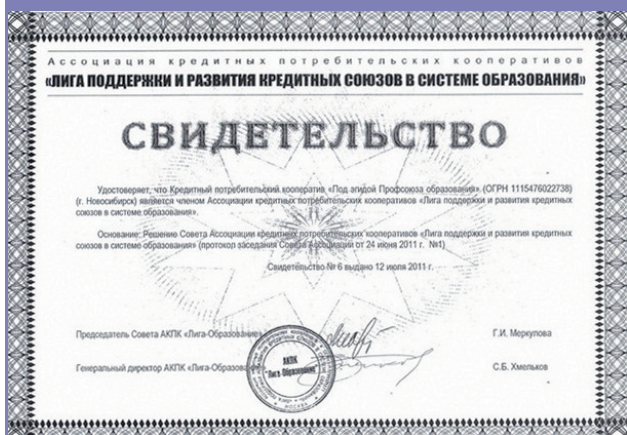 Ассоциация кредитных потребительских кооперативов
«ЛИГА ПОДДЕРЖКИ И РАЗВИТИЯ КРЕДИТНЫХ СОЮЗОВ В СИСТЕМЕ ОБРАЗОВАНИЯ»
СВИДЕТЕЛЬСТВО
Удостоверяет, что Кредитный потребительский кооператив «Под эгидой Профсоюза образования» (ОГРН 1115476022738)
(г. Новосибирск) является членом Ассоциации кредитных потребительских кооперативов «Лига поддержки и развития кредитных
союзов в системе образования».
Основание: Решению Совета Ассоциации кредитных потребительских кооперативов «Лига поддержки и развития кредитных
союзов в системе образования» (протокол заседания Совета Ассоциации от 24 июня 2011 г. №1)
Свидетельство № 6 выдано 12 июля 2011 г.
Председатель Совета АКПК «Лига-Образование»
Г.И. Меркулова
Генеральный директор АКПК «Лига-Образова
С.Б. Хмельков
АКПК
"Лига Образование"
МОСКВА